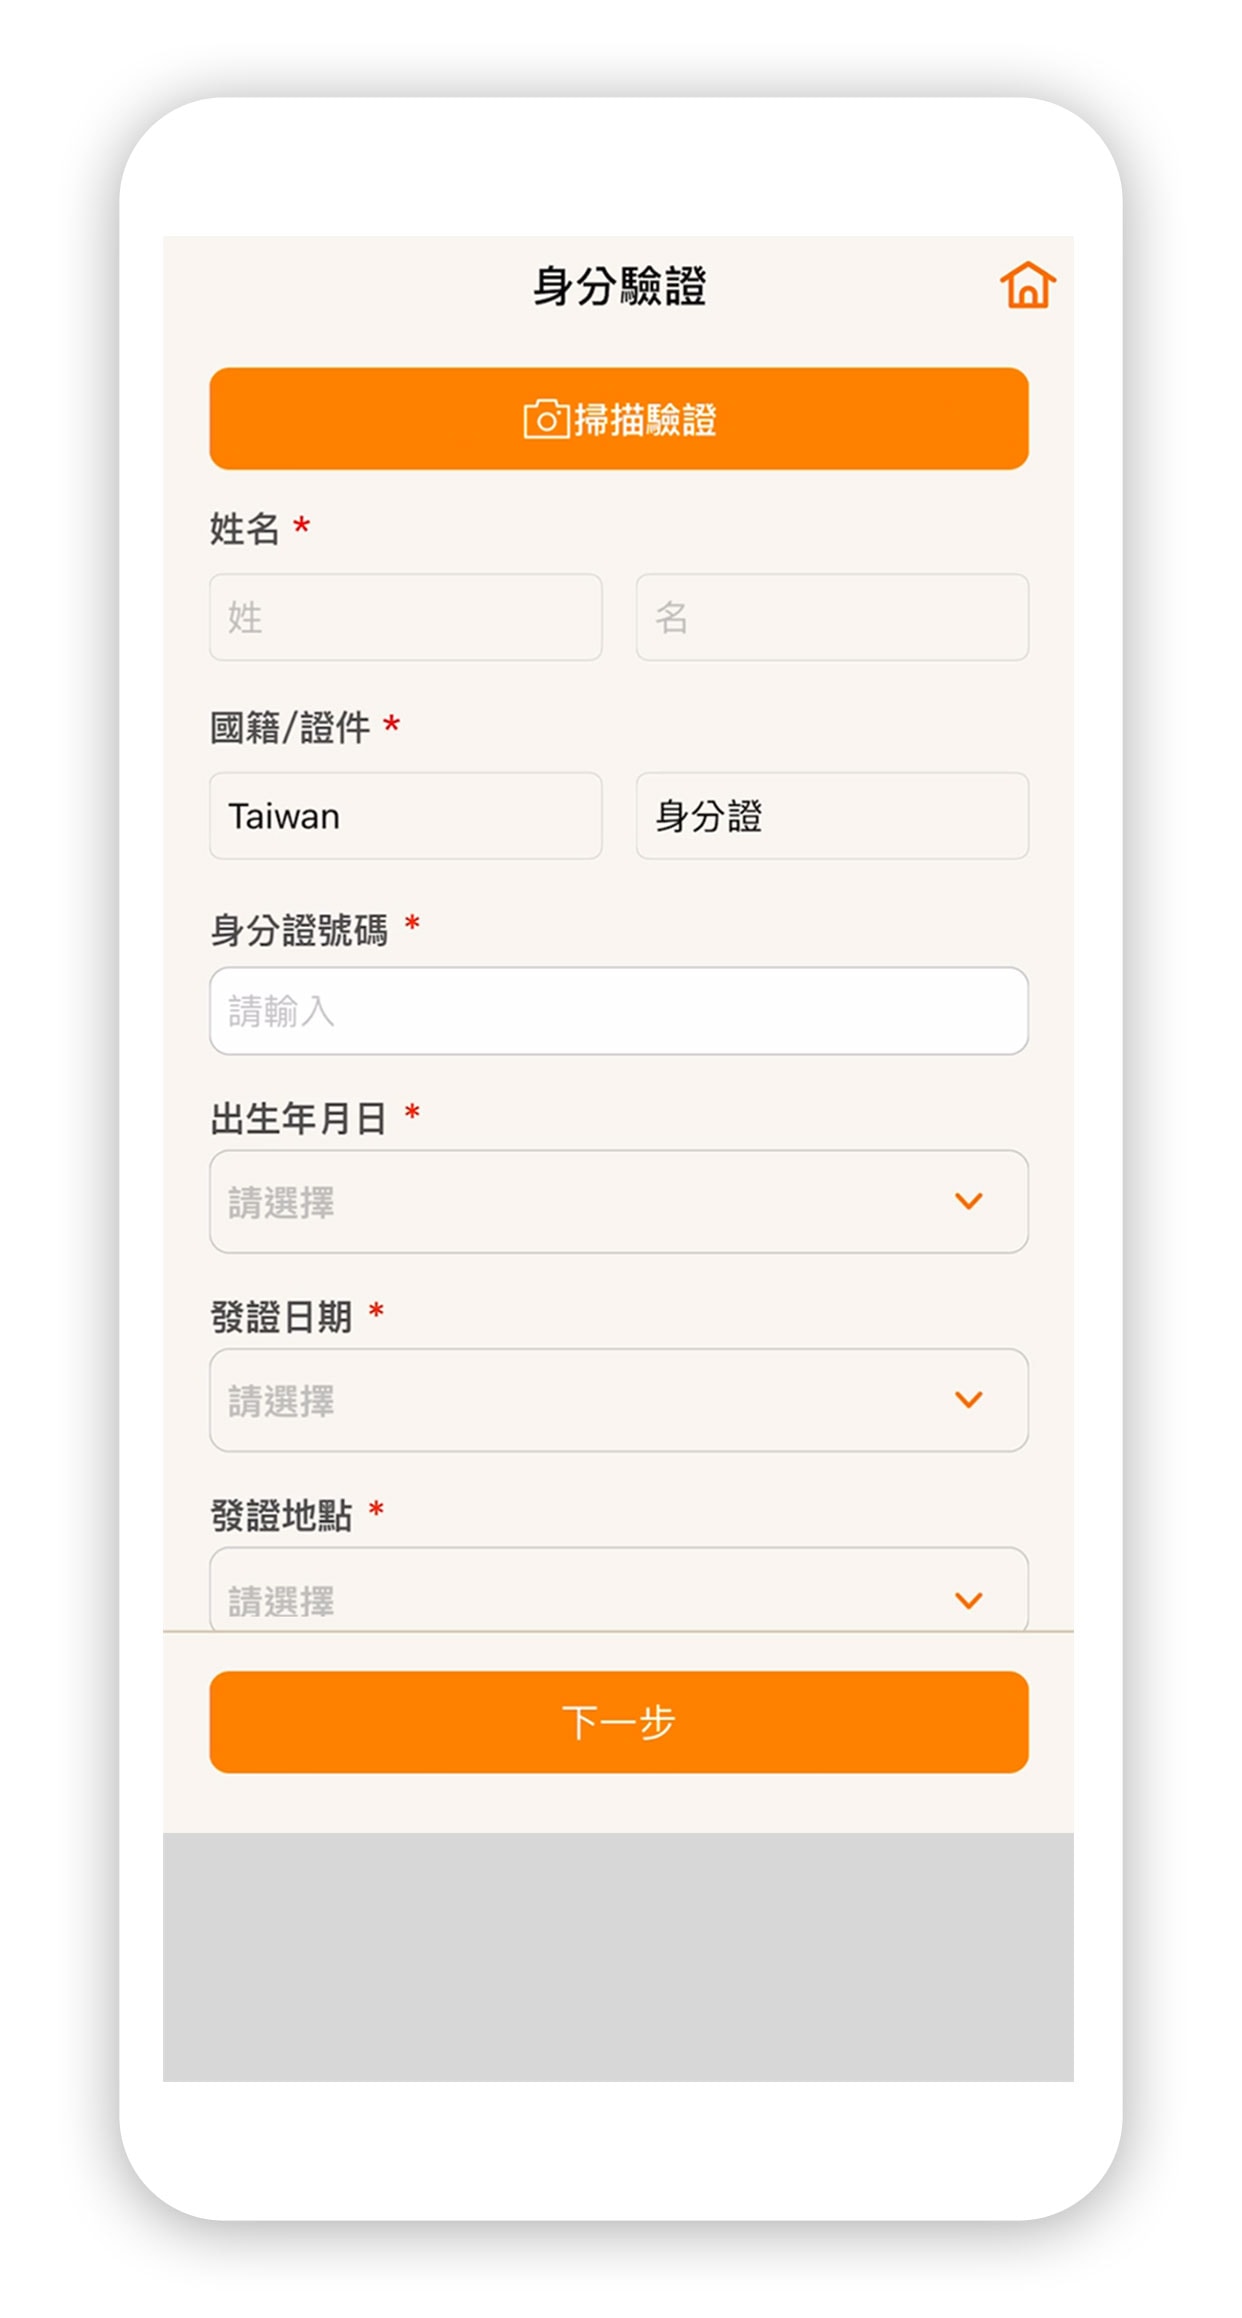 身分驗證
掃描驗證
姓名 *
姓 名
國籍/證件 *
Taiwan 身分證
身分證號碼 *
請輸入
出生年月日 *
請選擇
發證日期 *
請選擇
發證地點 *
請選擇
下一步